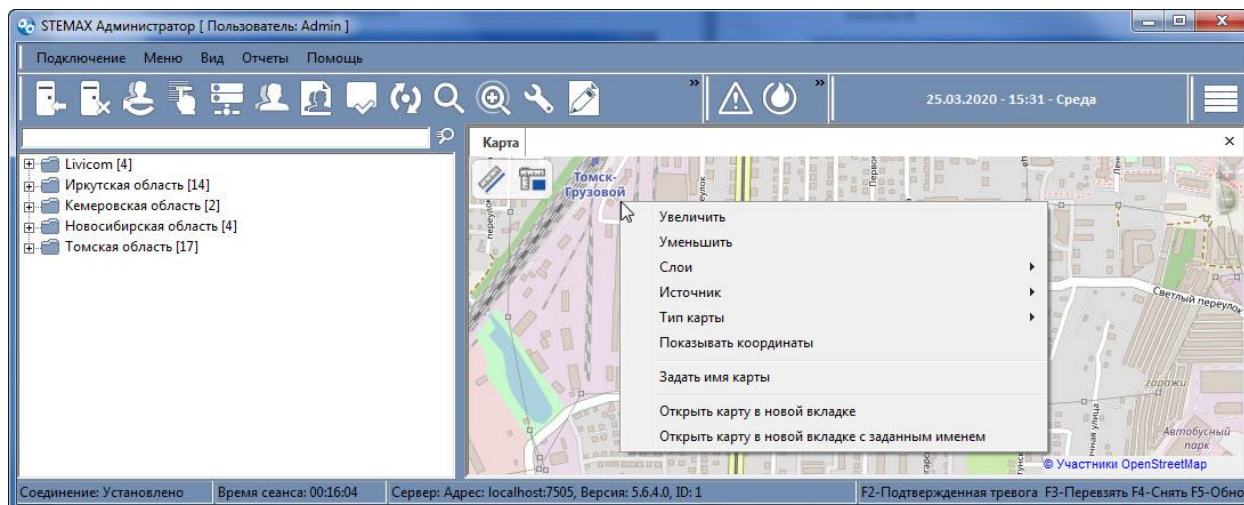 STEMAX Администратор [ Пользователь: Admin ]
Подключение Меню Вид Отчеты Помощь
25.03.2020 - 15:31 - Среда
Livicom [4]
Иркутская область [14]
Кемеровская область [2]
Новосибирская область [4]
Томская область [17]
Карта
Томск-
Грузовой
Увеличить
Уменьшить
Слои
Источник
Тип карты
Показывать координаты
Задать имя карты
Открыть карту в новой вкладке
Открыть карту в новой вкладке с заданным именем
Светлый переулок
гаражи
Автобусный
парк
© Участники OpenStreetMap
Соединение: Установлено
Время сеанса: 00:16:04
Сервер: Адрес: localhost:7505, Версия: 5.6.4.0, ID: 1
F2-Подтвержденная тревога F3-Перевзять F4-Снять F5-Обно